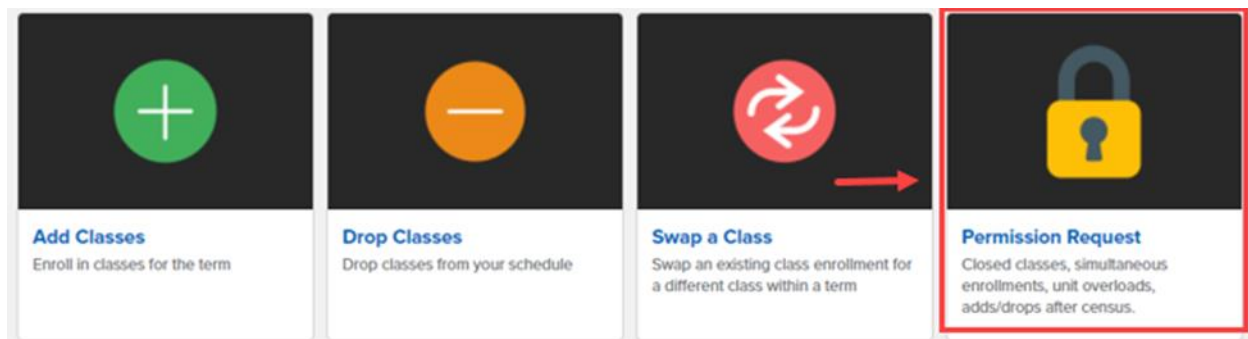 Add Classes
Enroll in classes for the term
Drop Classes
Drop classes from your schedule
Swap a Class
Swap an existing class enrollment for
a different class within a term
Permission Request
Closed classes, simultaneous
enrollments, unit overloads,
adds/drops after census.